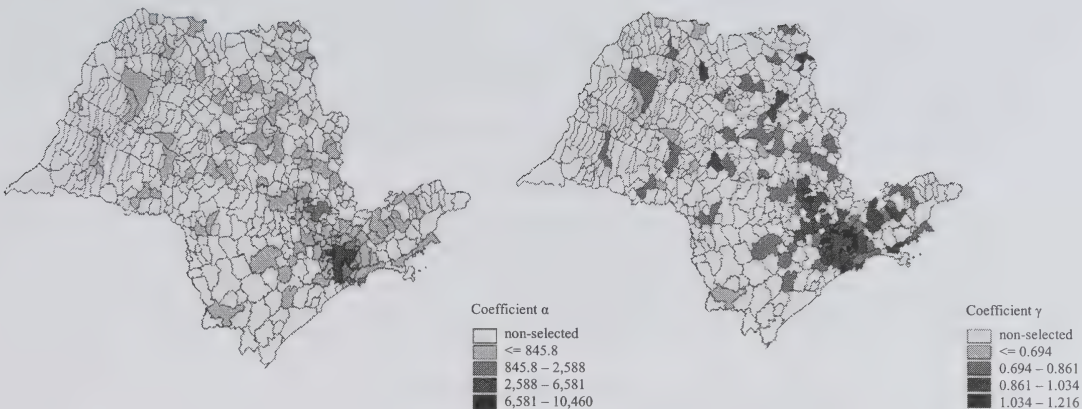 Coefficient α
non-selected
<= 845.8
845.8 – 2,588
2,588 – 6,581
6,581 – 10,460
Coefficient γ
non-selected
<= 0.694
0.694 – 0.861
0.861 – 1.034
1.034 – 1.216